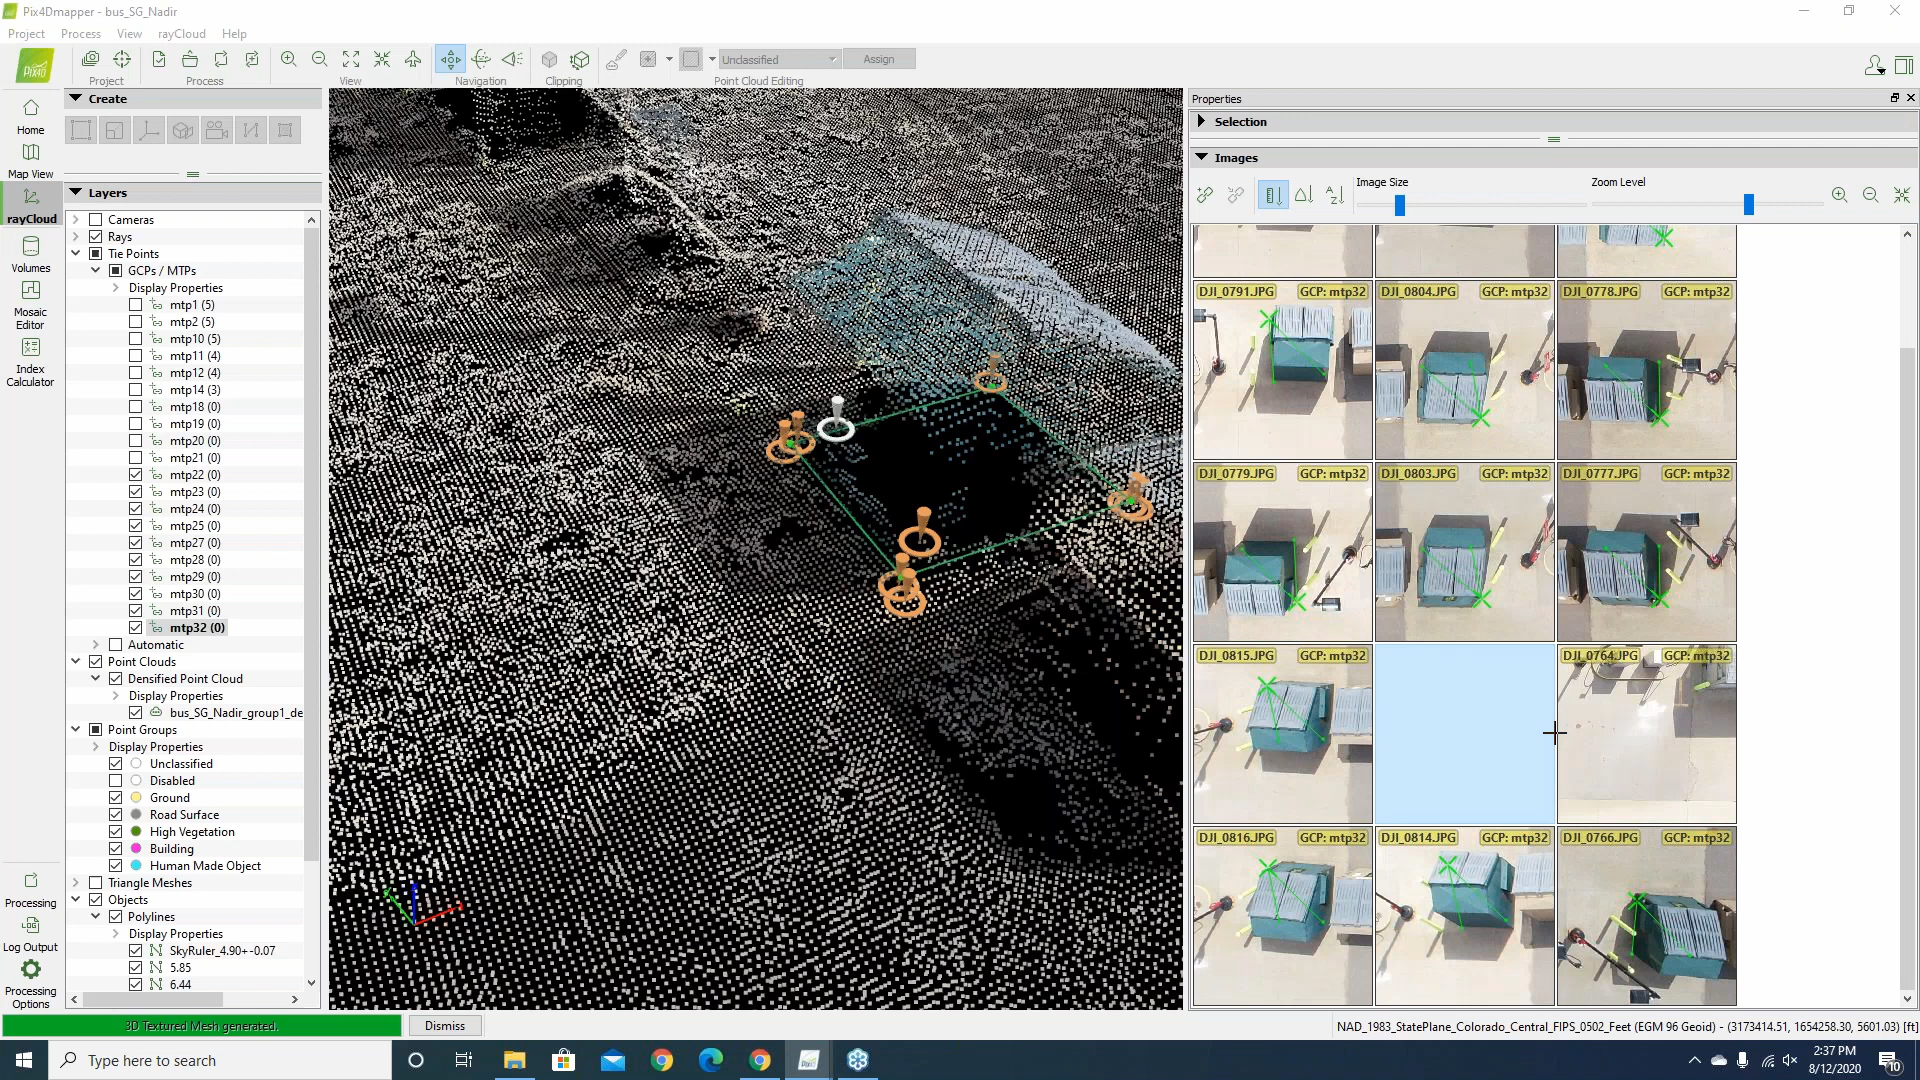 Pix4Dmapper - bus_SG_Nadir
Project Process View rayCloud Help
PIX4D
Project Process View Navigation Clipping Point Cloud Editing
Unclassified Assign
Home
Map View
rayCloud
Volumes
Mosaic
Editor
Index
Calculator
Processing
Log Output
LOG
Processing
Options
Create
Layers
Cameras
Rays
Tie Points
GCPs / MTPs
Display Properties
mtp1 (5)
mtp2 (5)
mtp10 (5)
mtp11 (4)
mtp12 (4)
mtp14 (3)
mtp18 (0)
mtp19 (0)
mtp20 (0)
mtp21 (0)
mtp22 (0)
mtp23 (0)
mtp24 (0)
mtp25 (0)
mtp27 (0)
mtp28 (0)
mtp29 (0)
mtp30 (0)
mtp31 (0)
mtp32 (0)
Automatic
Point Clouds
Densified Point Cloud
Display Properties
bus_SG_Nadir_group1_de
Point Groups
Display Properties
Unclassified
Disabled
Ground
Road Surface
High Vegetation
Building
Human Made Object
Triangle Meshes
Objects
Polylines
Display Properties
SkyRuler_4.90+-0.07
5.85
6.44
Properties
Selection
Images
Image Size Zoom Level
DJI_0791.JPG GCP: mtp32 DJI_0804.JPG GCP: mtp32 DJI_0778.JPG GCP: mtp32
DJI_0779.JPG GCP: mtp32 DJI_0803.JPG GCP: mtp32 DJI_0777.JPG GCP: mtp32
DJI_0815.JPG GCP: mtp32 DJI_0764.JPG GCP: mtp32
DJI_0816.JPG GCP: mtp32 DJI_0814.JPG GCP: mtp32 DJI_0766.JPG GCP: mtp32
3D Textured Mesh generated. Dismiss
NAD_1983_StatePlane_Colorado_Central_FIPS_0502_Feet (EGM 96 Geoid) - (3173414.51, 1654258.30, 5601.03) [ft]
Type here to search
2:37 PM
8/12/2020
10